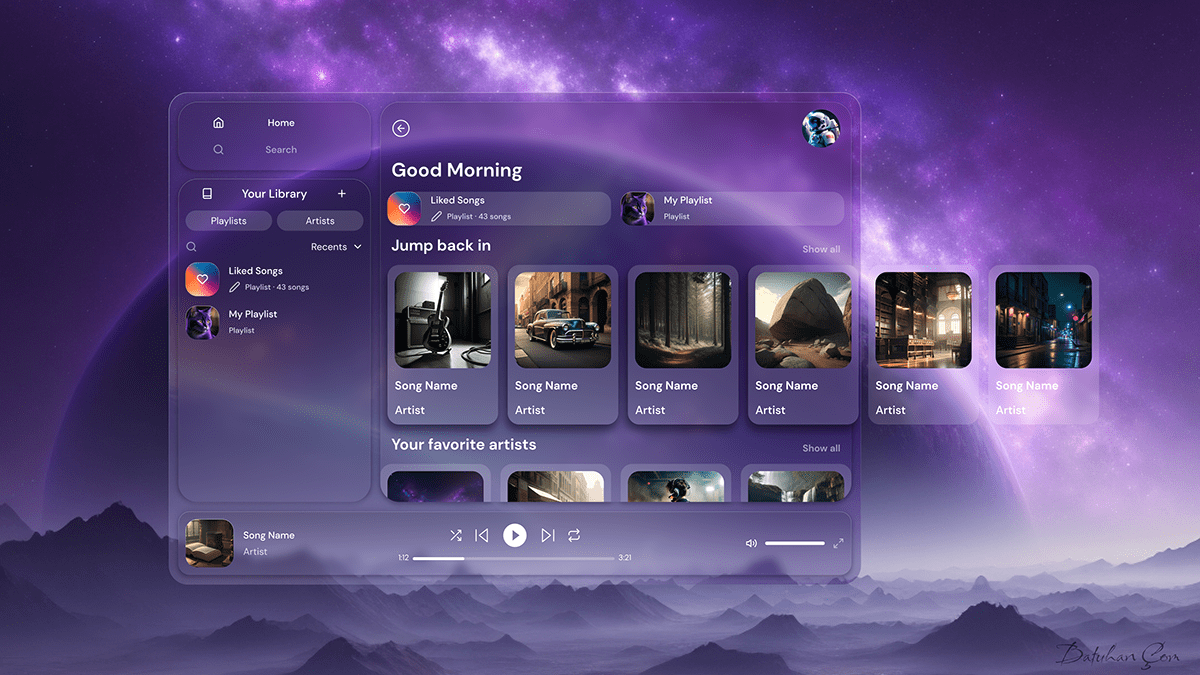 Home
Search
Your Library +
Playlists Artists
Recents
Liked Songs
Playlist · 43 songs
My Playlist
Playlist
Good Morning
Liked Songs
Playlist · 43 songs
My Playlist
Playlist
Jump back in
Show all
Song Name Song Name Song Name Song Name Song Name Song Name
Artist Artist Artist Artist Artist Artist
Your favorite artists
Show all
Song Name
Artist
1:12 3:21
Batuhan Çom